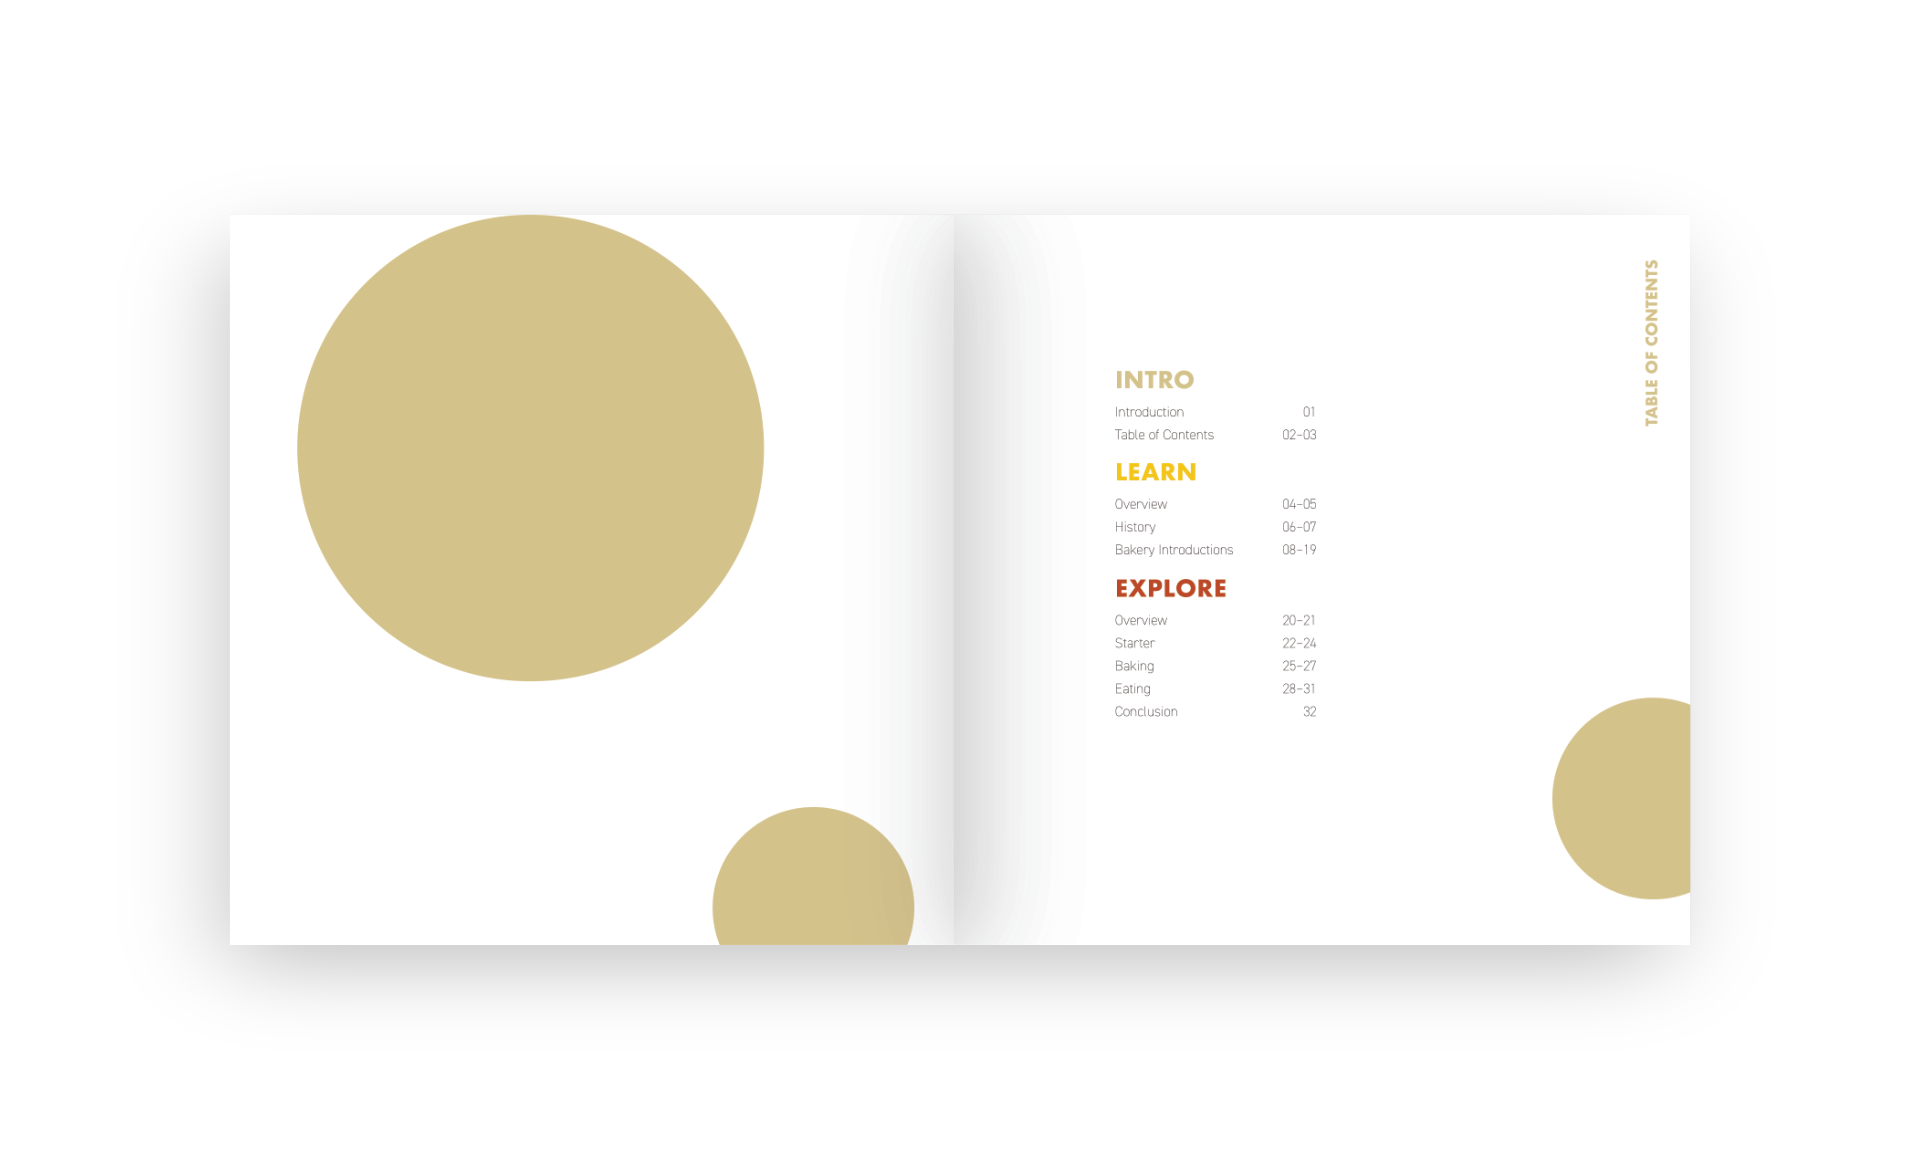 TABLE OF CONTENTS
INTRO
Introduction 01
Table of Contents 02–03
LEARN
Overview 04–05
History 06–07
Bakery Introductions 08–19
EXPLORE
Overview 20–21
Starter 22–24
Baking 25–27
Eating 28–31
Conclusion 32